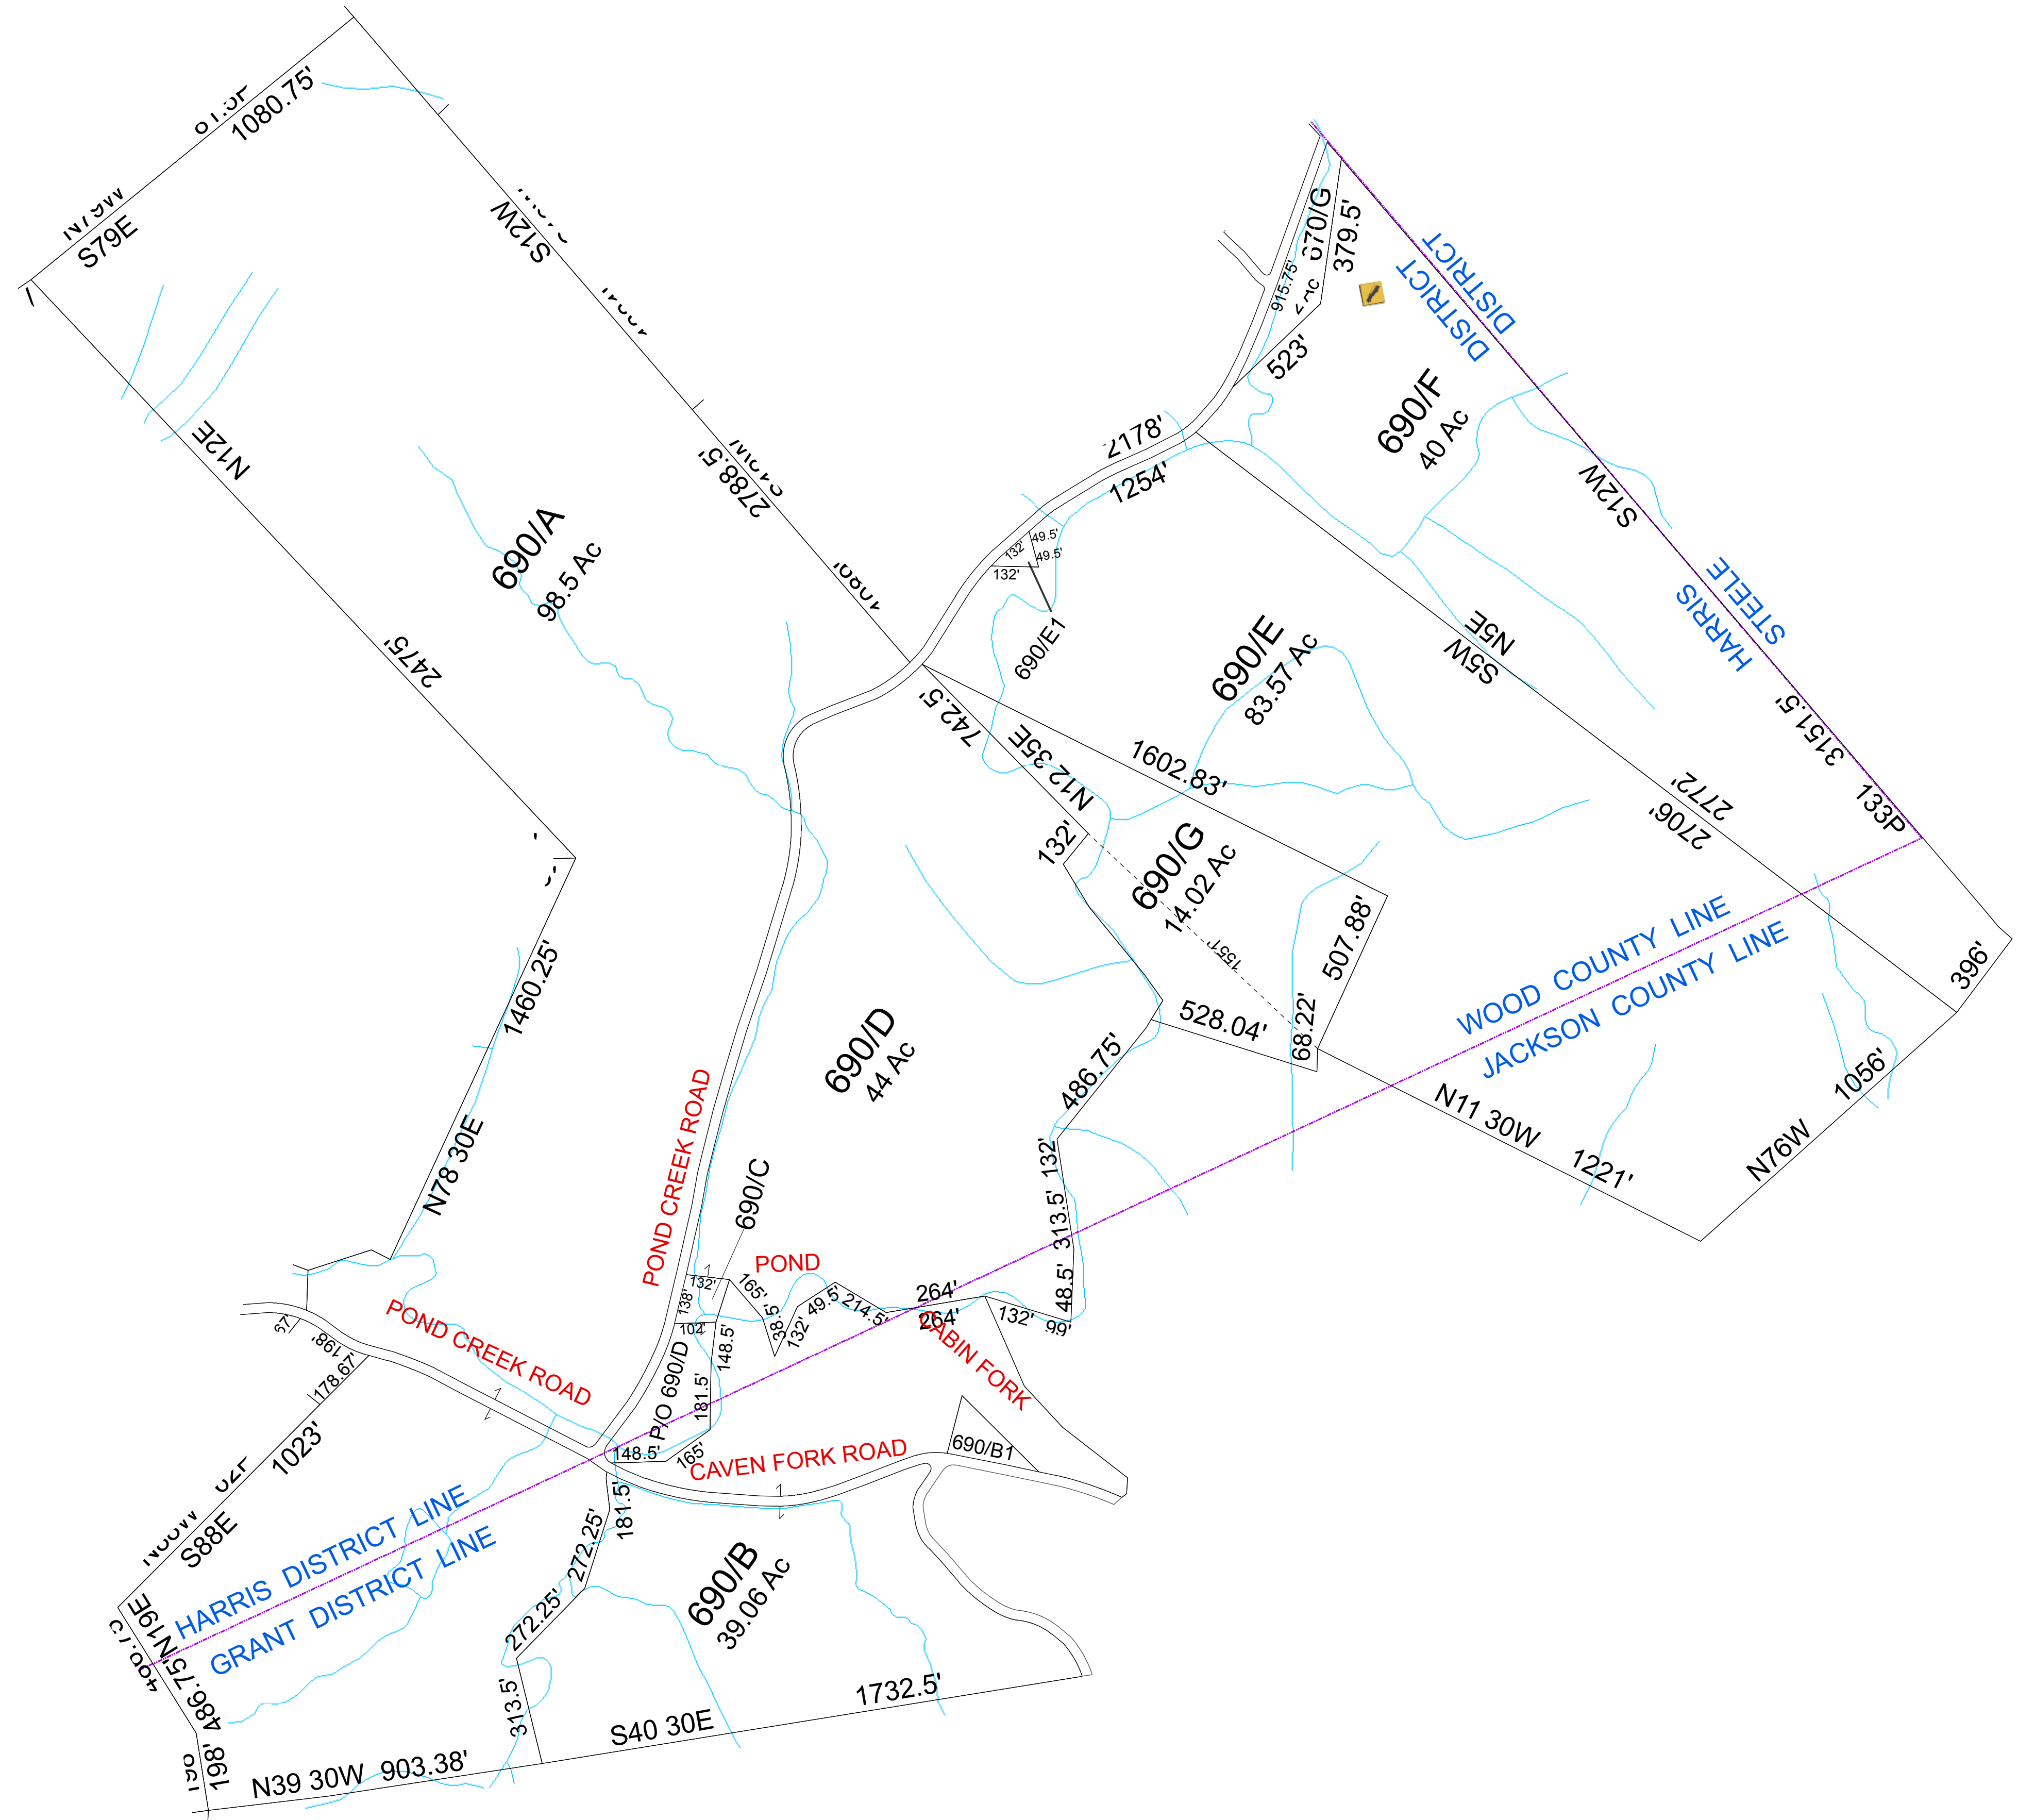 1080.75'
S79E
S12W
N12E
2788.5'
690/A
98.5 Ac
2475'
1460.25'
N78 30E
379.5'
915.75'
523'
DISTRICT
DISTRICT
690/F
40 Ac
S12W
2178'
1254'
132'
49.5'
49.5'
132'
690/E1
690/E
83.57 Ac
N5E
S5W
STEELE
HARRIS
3151.5'
133P
2772'
2706'
396'
742.5'
N12 35E
1602.83'
132'
690/G
14.02 Ac
1551'
507.88'
68.22'
528.04'
WOOD COUNTY LINE
JACKSON COUNTY LINE
N11 30W
1221'
N76W
1056'
690/D
44 Ac
486.75'
132'
313.5'
48.5'
POND CREEK ROAD
690/C
POND
132'
138'
102'
165'
38.5'
132'
49.5'
214.5'
264'
264'
132'
99'
CABIN FORK
P/O 690/D
148.5'
181.5'
148.5'
165'
POND CREEK ROAD
198'
178.67'
1023'
S88E
CAVEN FORK ROAD
690/B1
HARRIS DISTRICT LINE
GRANT DISTRICT LINE
N19E
486.75'
198'
181.5'
272.25'
272.25'
313.5'
690/B
39.06 Ac
1732.5'
S40 30E
N39 30W 903.38'